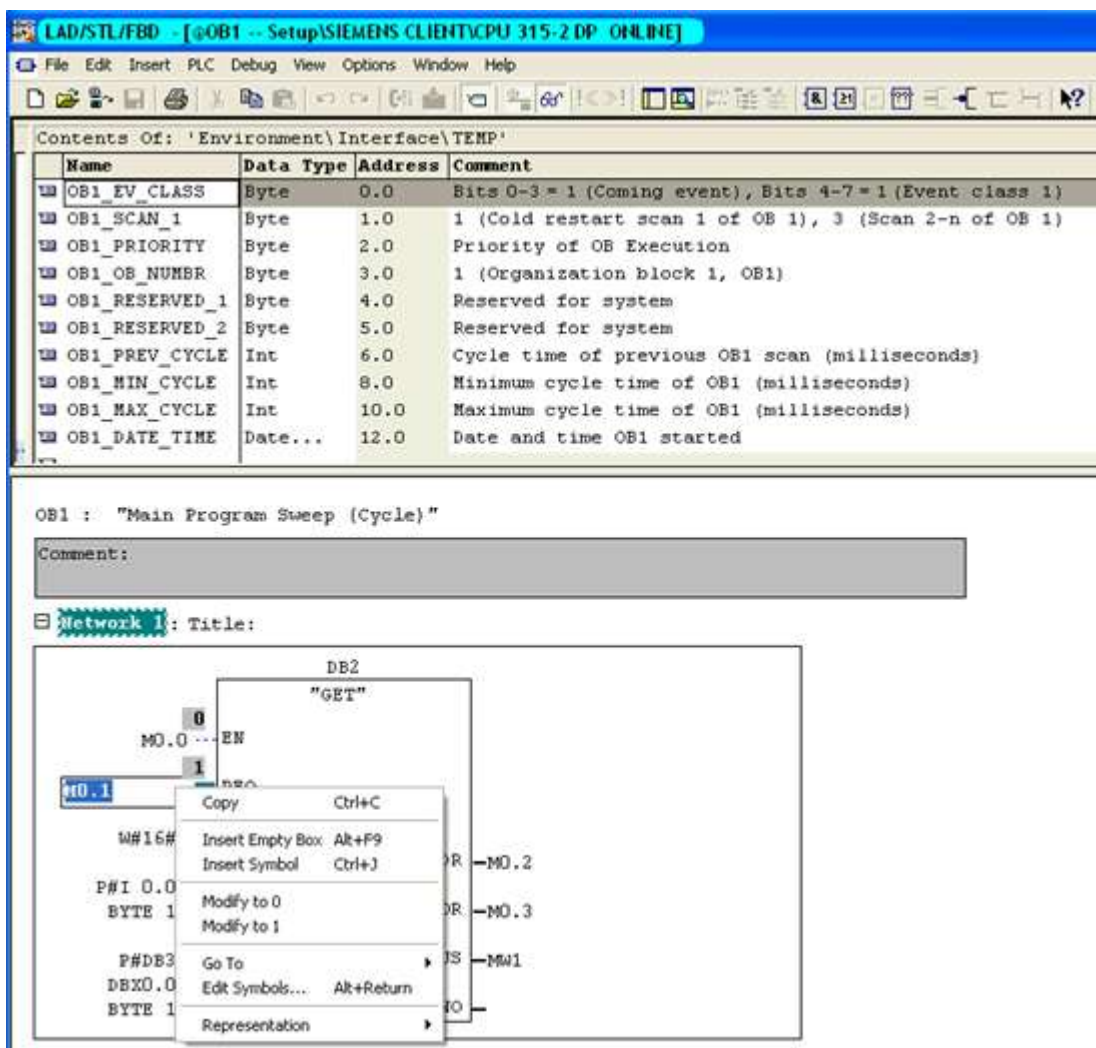 LAD/STL/FBD - [@OB1 -- Setup\SIEMENS CLIENT\CPU 315-2 DP ONLINE]
File Edit Insert PLC Debug View Options Window Help
Contents Of: 'Environment\Interface\TEMP'
Name Data Type Address Comment
OB1_EV_CLASS Byte 0.0 Bits 0-3 = 1 (Coming event), Bits 4-7 = 1 (Event class 1)
OB1_SCAN_1 Byte 1.0 1 (Cold restart scan 1 of OB 1), 3 (Scan 2-n of OB 1)
OB1_PRIORITY Byte 2.0 Priority of OB Execution
OB1_OB_NUMBR Byte 3.0 1 (Organization block 1, OB1)
OB1_RESERVED_1 Byte 4.0 Reserved for system
OB1_RESERVED_2 Byte 5.0 Reserved for system
OB1_PREV_CYCLE Int 6.0 Cycle time of previous OB1 scan (milliseconds)
OB1_MIN_CYCLE Int 8.0 Minimum cycle time of OB1 (milliseconds)
OB1_MAX_CYCLE Int 10.0 Maximum cycle time of OB1 (milliseconds)
OB1_DATE_TIME Date... 12.0 Date and time OB1 started
OB1 : "Main Program Sweep (Cycle)"
Comment:
Network 1: Title:
DB2
"GET"
0
M0.0 EN
1
M0.1
Copy Ctrl+C
W#16# Insert Empty Box Alt+F9
Insert Symbol Ctrl+J
DR M0.2
P#I 0.0
BYTE 1
Modify to 0
Modify to 1
DR M0.3
P#DB3
DBX0.0
BYTE 1
Go To
US MW1
Edit Symbols... Alt+Return
Representation